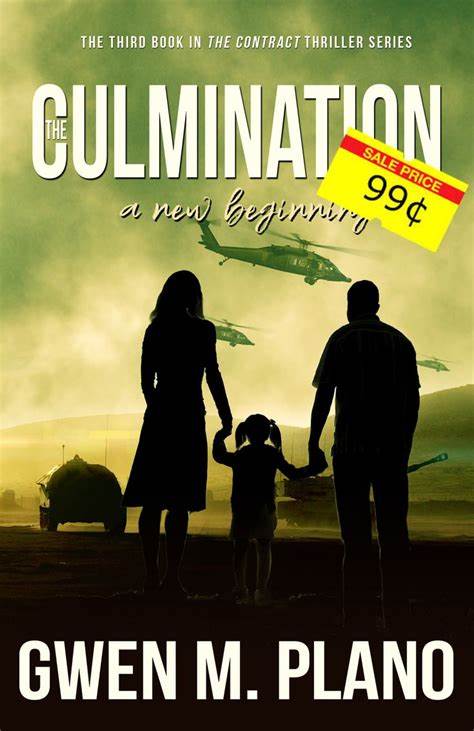 THE THIRD BOOK IN THE CONTRACT THRILLER SERIES
THE
CULMINATION
a new beginning
SALE PRICE
99¢
GWEN M. PLANO